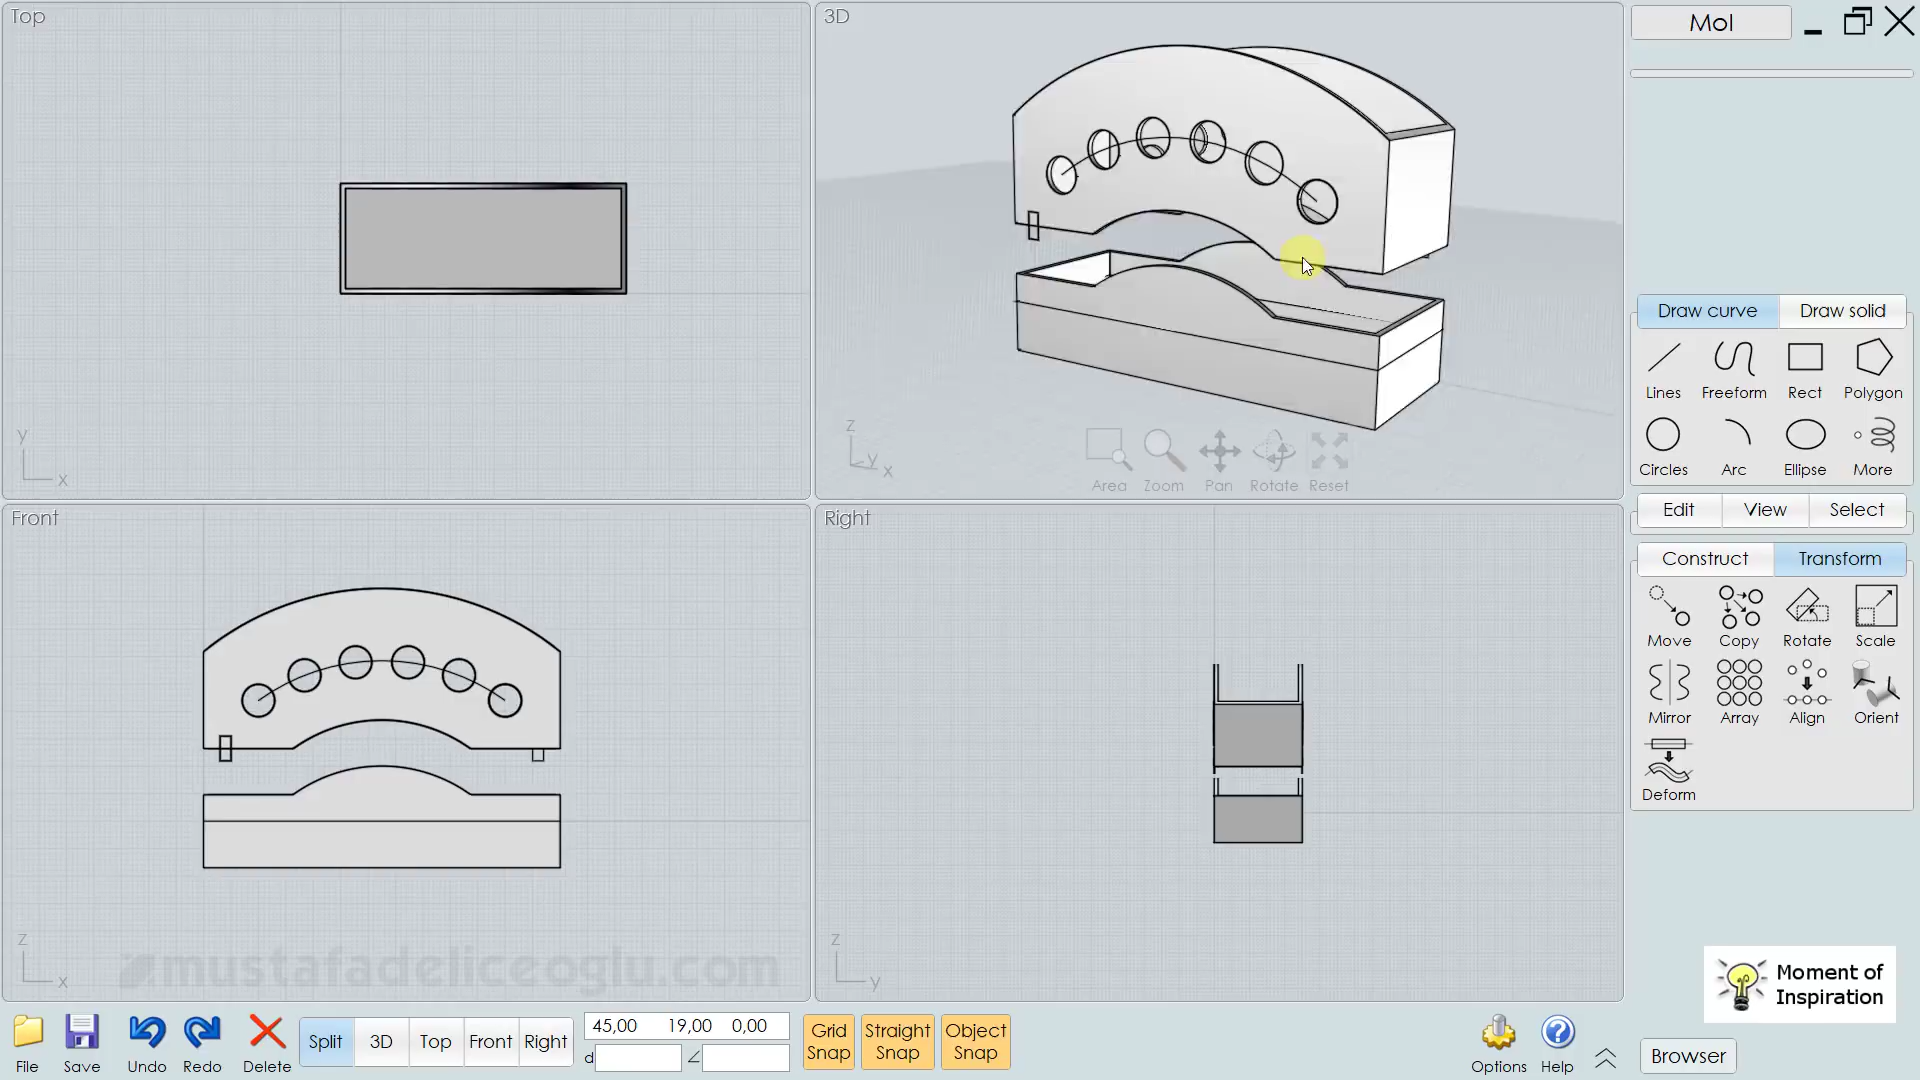 Top
3D
MoI
y
x
z
y
x
Area
Zoom
Pan
Rotate
Reset
Draw curve
Draw solid
Lines
Freeform
Rect
Polygon
Circles
Arc
Ellipse
More
Edit
View
Select
Front
Right
Construct
Transform
Move
Copy
Rotate
Scale
Mirror
Array
Align
Orient
Deform
z
x
mustafadeliceoglu.com
z
y
Moment of
Inspiration
File
Save
Undo
Redo
Delete
Split
3D
Top
Front
Right
45,00 19,00 0,00
d
Grid
Snap
Straight
Snap
Object
Snap
Options
Help
Browser